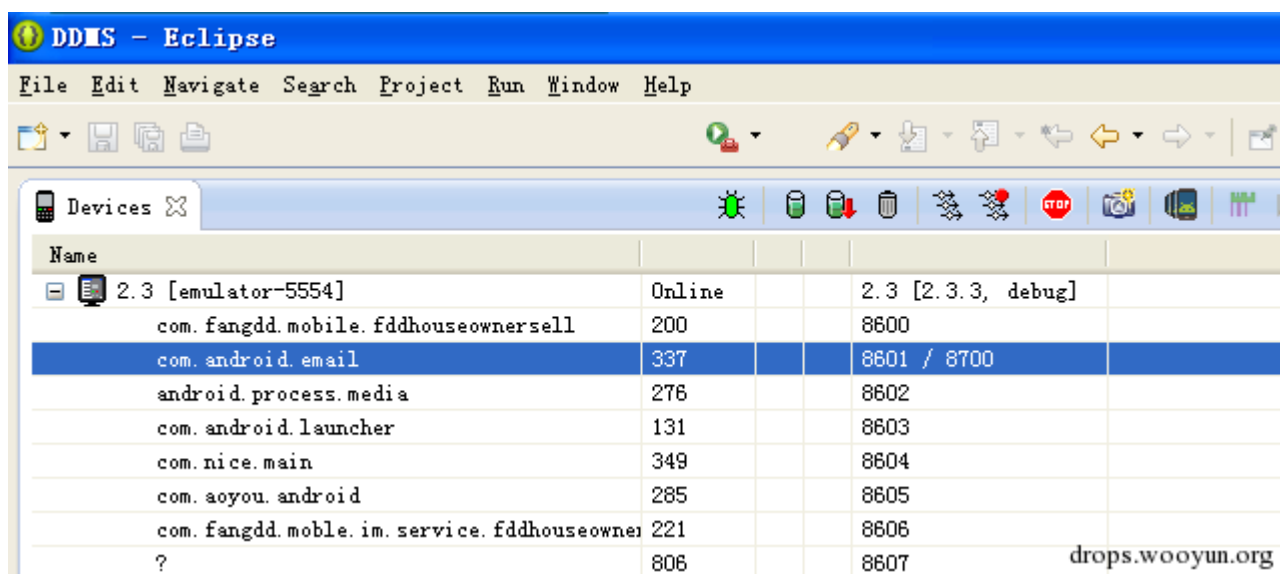 DDMS - Eclipse
File Edit Navigate Search Project Run Window Help
Devices
STOP
Name
2.3 [emulator-5554] Online 2.3 [2.3.3, debug]
com.fangdd.mobile.fddhouseownersell 200 8600
com.android.email 337 8601 / 8700
android.process.media 276 8602
com.android.launcher 131 8603
com.nice.main 349 8604
com.aoyou.android 285 8605
com.fangdd.moble.im.service.fddhouseowner 221 8606
? 806 8607
drops.wooyun.org